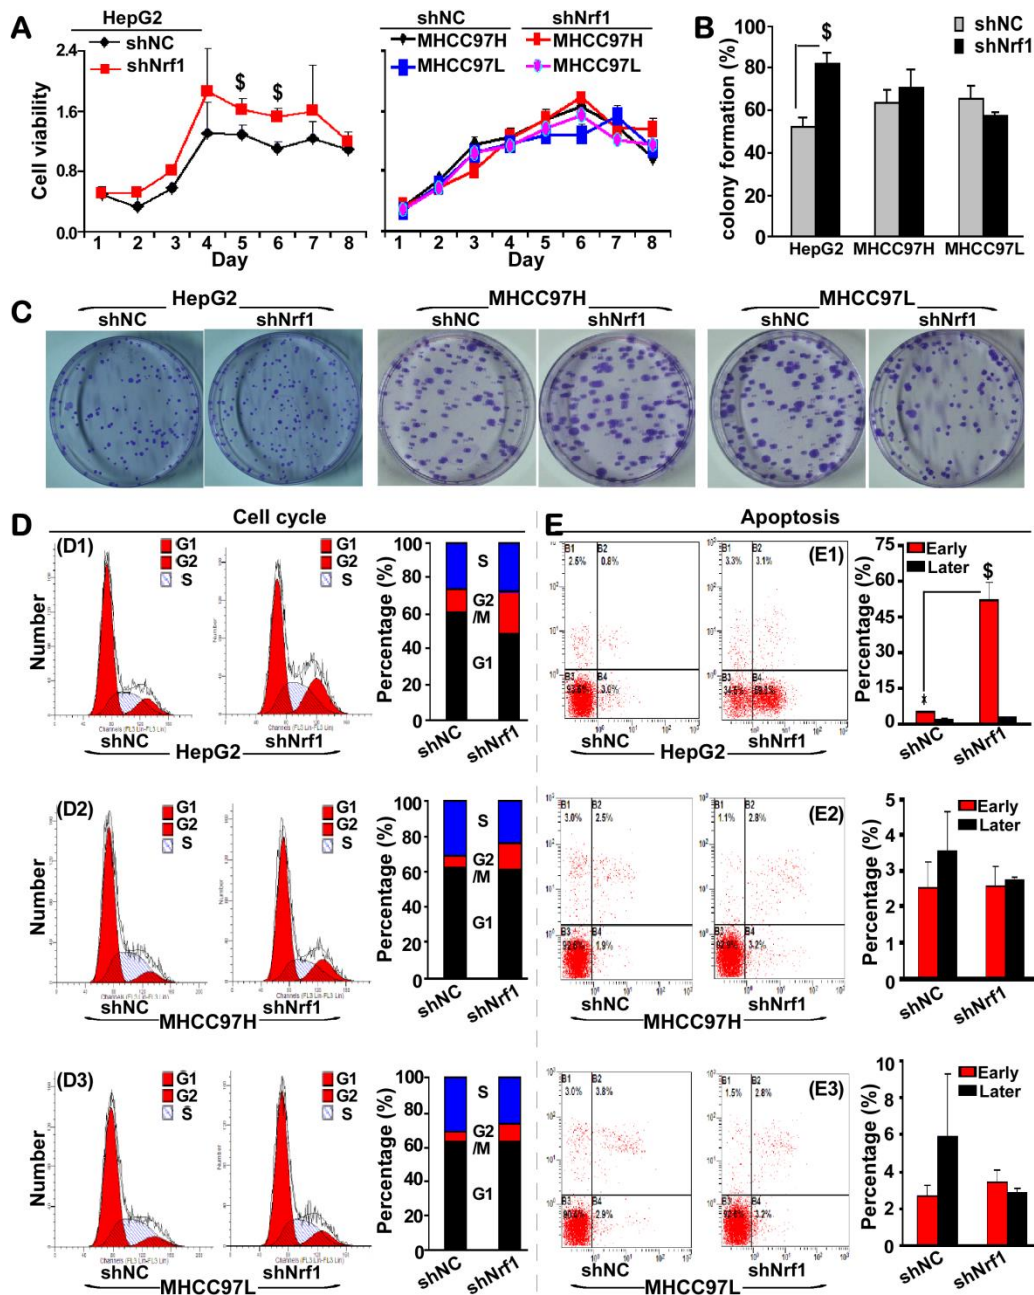 A
HepG2
shNC
shNrf1
2.4
1.6
0.8
0.0
Cell viability
$ $
1 2 3 4 5 6 7 8
Day
shNC shNrf1
MHCC97H MHCC97H
MHCC97L MHCC97L
1 2 3 4 5 6 7 8
Day
B
shNC
shNrf1
$
100
80
60
40
20
0
colony formation (%)
HepG2 MHCC97H MHCC97L
C
HepG2 MHCC97H MHCC97L
shNC shNrf1 shNC shNrf1 shNC shNrf1
D
Cell cycle
(D1)
G1
G2
S
G1
G2
S
Number
shNC shNrf1
HepG2
Percentage (%)
100
80
60
40
20
0
S
G2
/M
G1
shNC shNrf1
(D2)
G1
G2
S
G1
G2
S
Number
shNC shNrf1
MHCC97H
Percentage (%)
100
80
60
40
20
0
S
G2
/M
G1
shNC shNrf1
(D3)
G1
G2
S
G1
G2
S
Number
shNC shNrf1
MHCC97L
Percentage (%)
100
80
60
40
20
0
S
G2
/M
G1
shNC shNrf1
E
Apoptosis
(E1)
B1 B2
2.5% 0.8%
B3 B4
3.0%
B1 B2
3.3% 3.1%
B3 B4
shNC shNrf1
HepG2
Percentage (%)
75
60
45
30
15
0
Early
Later
$
shNC shNrf1
(E2)
B1 B2
3.0% 2.5%
B3 B4
92.6% 1.9%
B1 B2
1.1% 2.8%
B4
3.2%
shNC shNrf1
MHCC97H
Percentage (%)
5
4
3
2
1
0
Early
Later
shNC shNrf1
(E3)
B1 B2
3.0% 3.8%
B3 B4
2.9%
B1 B2
1.5% 2.8%
B3 B4
3.2%
shNC shNrf1
MHCC97L
Percentage (%)
10
8
6
4
2
0
Early
Later
shNC shNrf1